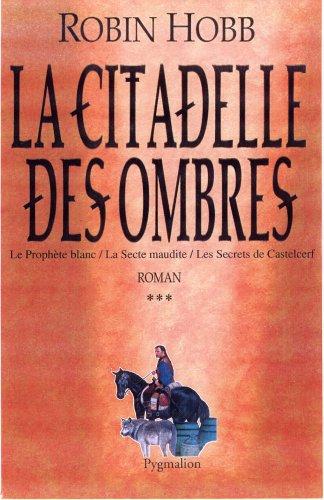 ROBIN HOBB
LA CITADELLE
DES OMBRES
Le Prophète blanc / La Secte maudite / Les Secrets de Castelcerf
ROMAN
***
Pygmalion